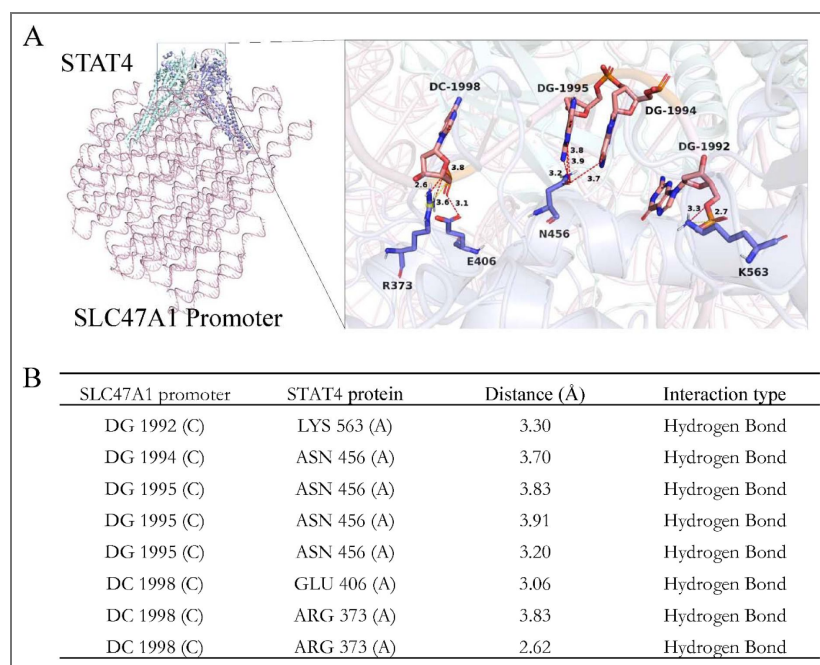 A
STAT4
SLC47A1 Promoter
DC-1998
DG-1995
DG-1994
DG-1992
3.8
2.6
3.6
3.1
3.8
3.9
3.2
3.7
3.3
2.7
R373
E406
N456
K563
B
SLC47A1 promoter STAT4 protein Distance (Å) Interaction type
DG 1992 (C) LYS 563 (A) 3.30 Hydrogen Bond
DG 1994 (C) ASN 456 (A) 3.70 Hydrogen Bond
DG 1995 (C) ASN 456 (A) 3.83 Hydrogen Bond
DG 1995 (C) ASN 456 (A) 3.91 Hydrogen Bond
DG 1995 (C) ASN 456 (A) 3.20 Hydrogen Bond
DC 1998 (C) GLU 406 (A) 3.06 Hydrogen Bond
DC 1998 (C) ARG 373 (A) 3.83 Hydrogen Bond
DC 1998 (C) ARG 373 (A) 2.62 Hydrogen Bond